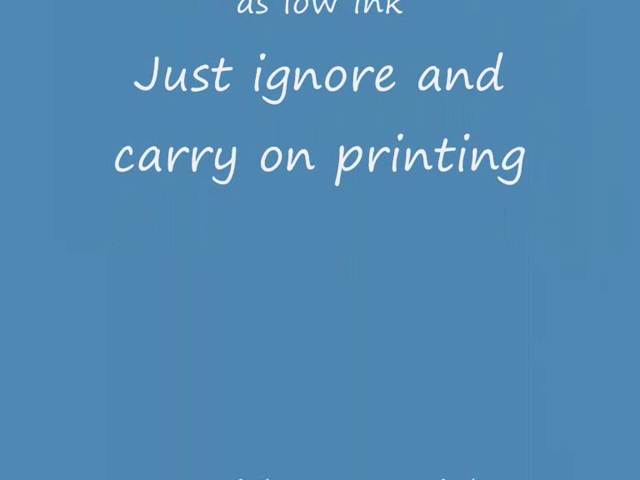 as low ink
Just ignore and
carry on printing